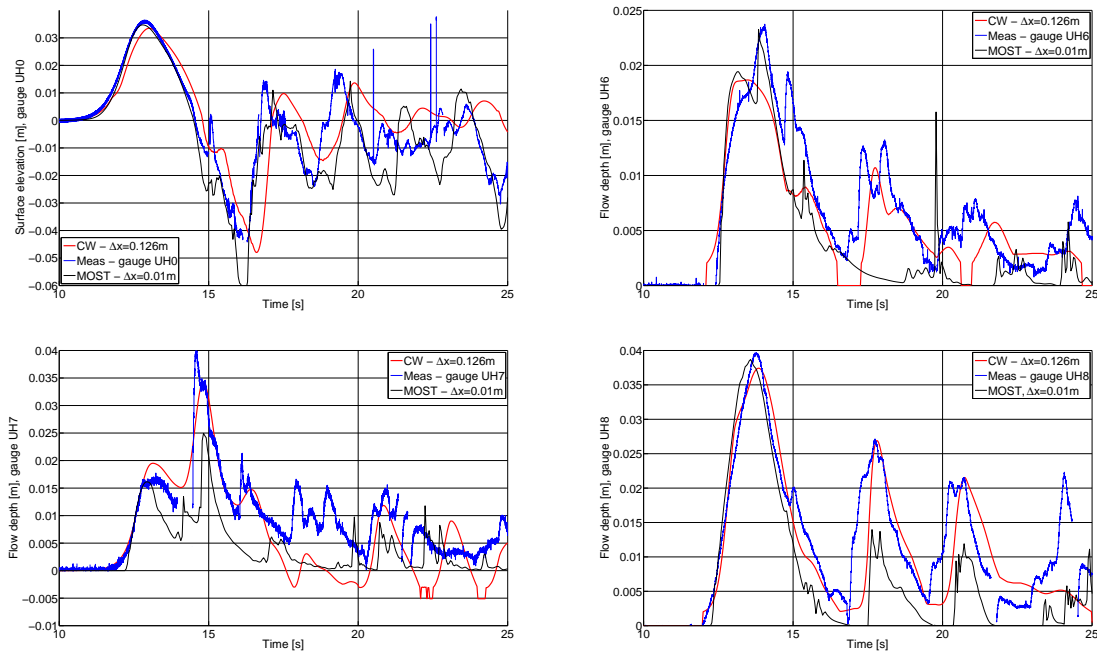 Surface elevation [m], gauge UH0
0.03
0.02
0.01
0
−0.01
−0.02
−0.03
−0.04
−0.05
−0.06
10
15
20
25
Time [s]
CW − Δx=0.126m
Meas − gauge UH0
MOST − Δx=0.01m
Flow depth [m], gauge UH6
0.025
0.02
0.015
0.01
0.005
0
10
15
20
25
Time [s]
CW − Δx=0.126m
Meas − gauge UH6
MOST − Δx=0.01m
Flow depth [m], gauge UH7
0.04
0.035
0.03
0.025
0.02
0.015
0.01
0.005
0
−0.005
−0.01
10
15
20
25
Time [s]
CW − Δx=0.126m
Meas − gauge UH7
MOST − Δx=0.01m
Flow depth [m], gauge UH8
0.04
0.035
0.03
0.025
0.02
0.015
0.01
0.005
0
10
15
20
25
Time [s]
CW − Δx=0.126m
Meas − gauge UH8
MOST, Δx=0.01m